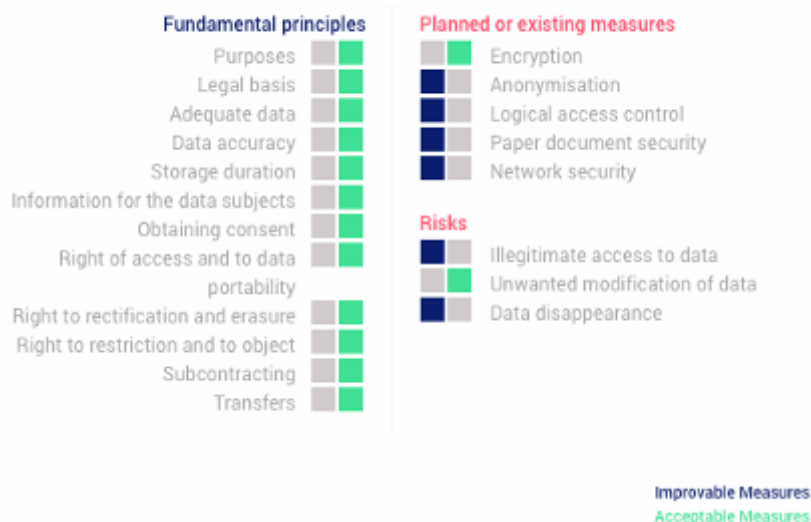 Fundamental principles
Purposes
Legal basis
Adequate data
Data accuracy
Storage duration
Information for the data subjects
Obtaining consent
Right of access and to data
portability
Right to rectification and erasure
Right to restriction and to object
Subcontracting
Transfers
Planned or existing measures
Encryption
Anonymisation
Logical access control
Paper document security
Network security
Risks
Illegitimate access to data
Unwanted modification of data
Data disappearance
Improvable Measures
Acceptable Measures